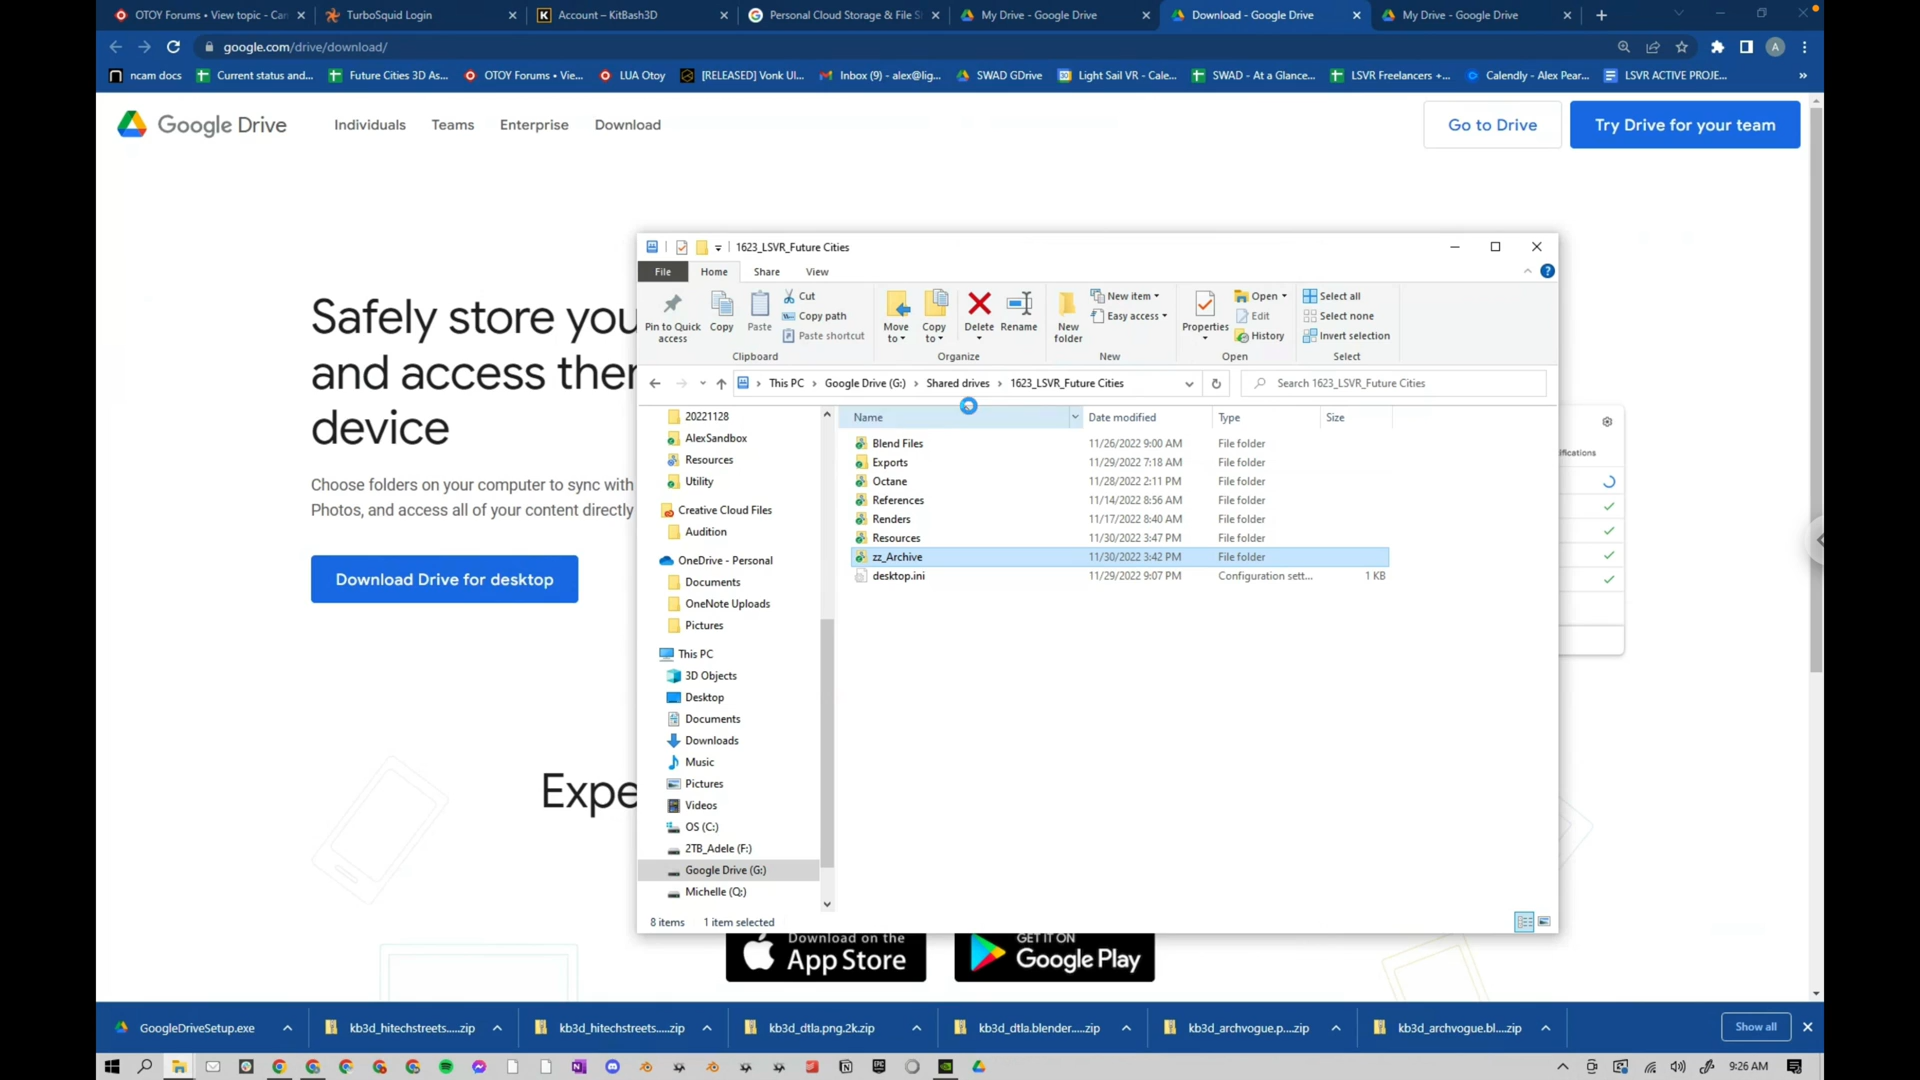 OTOY Forums • View topic - Can
TurboSquid Login
Account – KitBash3D
Personal Cloud Storage & File S
My Drive - Google Drive
Download - Google Drive
My Drive - Google Drive
google.com/drive/download/
A
ncam docs
Current status and...
Future Cities 3D As...
OTOY Forums • Vie...
LUA Otoy
[RELEASED] Vonk Ul...
Inbox (9) - alex@lig...
SWAD GDrive
Light Sail VR - Cale...
SWAD - At a Glance...
LSVR Freelancers +...
Calendly - Alex Pear...
LSVR ACTIVE PROJE...
Google Drive
Individuals
Teams
Enterprise
Download
Go to Drive
Try Drive for your team
Safely store you
and access ther
device
Choose folders on your computer to sync with
Photos, and access all of your content directly
Download Drive for desktop
Expe
ifications
1623_LSVR_Future Cities
File
Home
Share
View
Pin to Quick access
Copy
Paste
Cut
Copy path
Paste shortcut
Clipboard
Move to
Copy to
Delete
Rename
Organize
New folder
New item
Easy access
New
Properties
Open
Edit
History
Open
Select all
Select none
Invert selection
Select
This PC
Google Drive (G:)
Shared drives
1623_LSVR_Future Cities
Search 1623_LSVR_Future Cities
20221128
AlexSandbox
Resources
Utility
Creative Cloud Files
Audition
OneDrive - Personal
Documents
OneNote Uploads
Pictures
This PC
3D Objects
Desktop
Documents
Downloads
Music
Pictures
Videos
OS (C:)
2TB_Adele (F:)
Google Drive (G:)
Michelle (Q:)
Name Date modified Type Size
Blend Files 11/26/2022 9:00 AM File folder
Exports 11/29/2022 7:18 AM File folder
Octane 11/28/2022 2:11 PM File folder
References 11/14/2022 8:56 AM File folder
Renders 11/17/2022 8:40 AM File folder
Resources 11/30/2022 3:47 PM File folder
zz_Archive 11/30/2022 3:42 PM File folder
desktop.ini 11/29/2022 9:07 PM Configuration sett... 1 KB
8 items 1 item selected
Download on the
App Store
GET IT ON
Google Play
GoogleDriveSetup.exe
kb3d_hitechstreets.....zip
kb3d_hitechstreets.....zip
kb3d_dtla.png.2k.zip
kb3d_dtla.blender.....zip
kb3d_archvogue.p....zip
kb3d_archvogue.bl....zip
Show all
9:26 AM